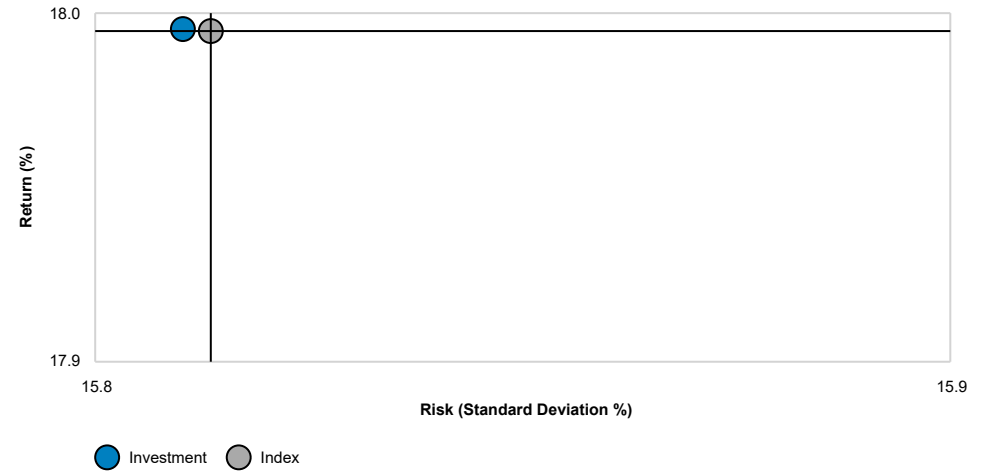 18.0
Return (%)
17.9
15.8
15.9
Risk (Standard Deviation %)
Investment
Index